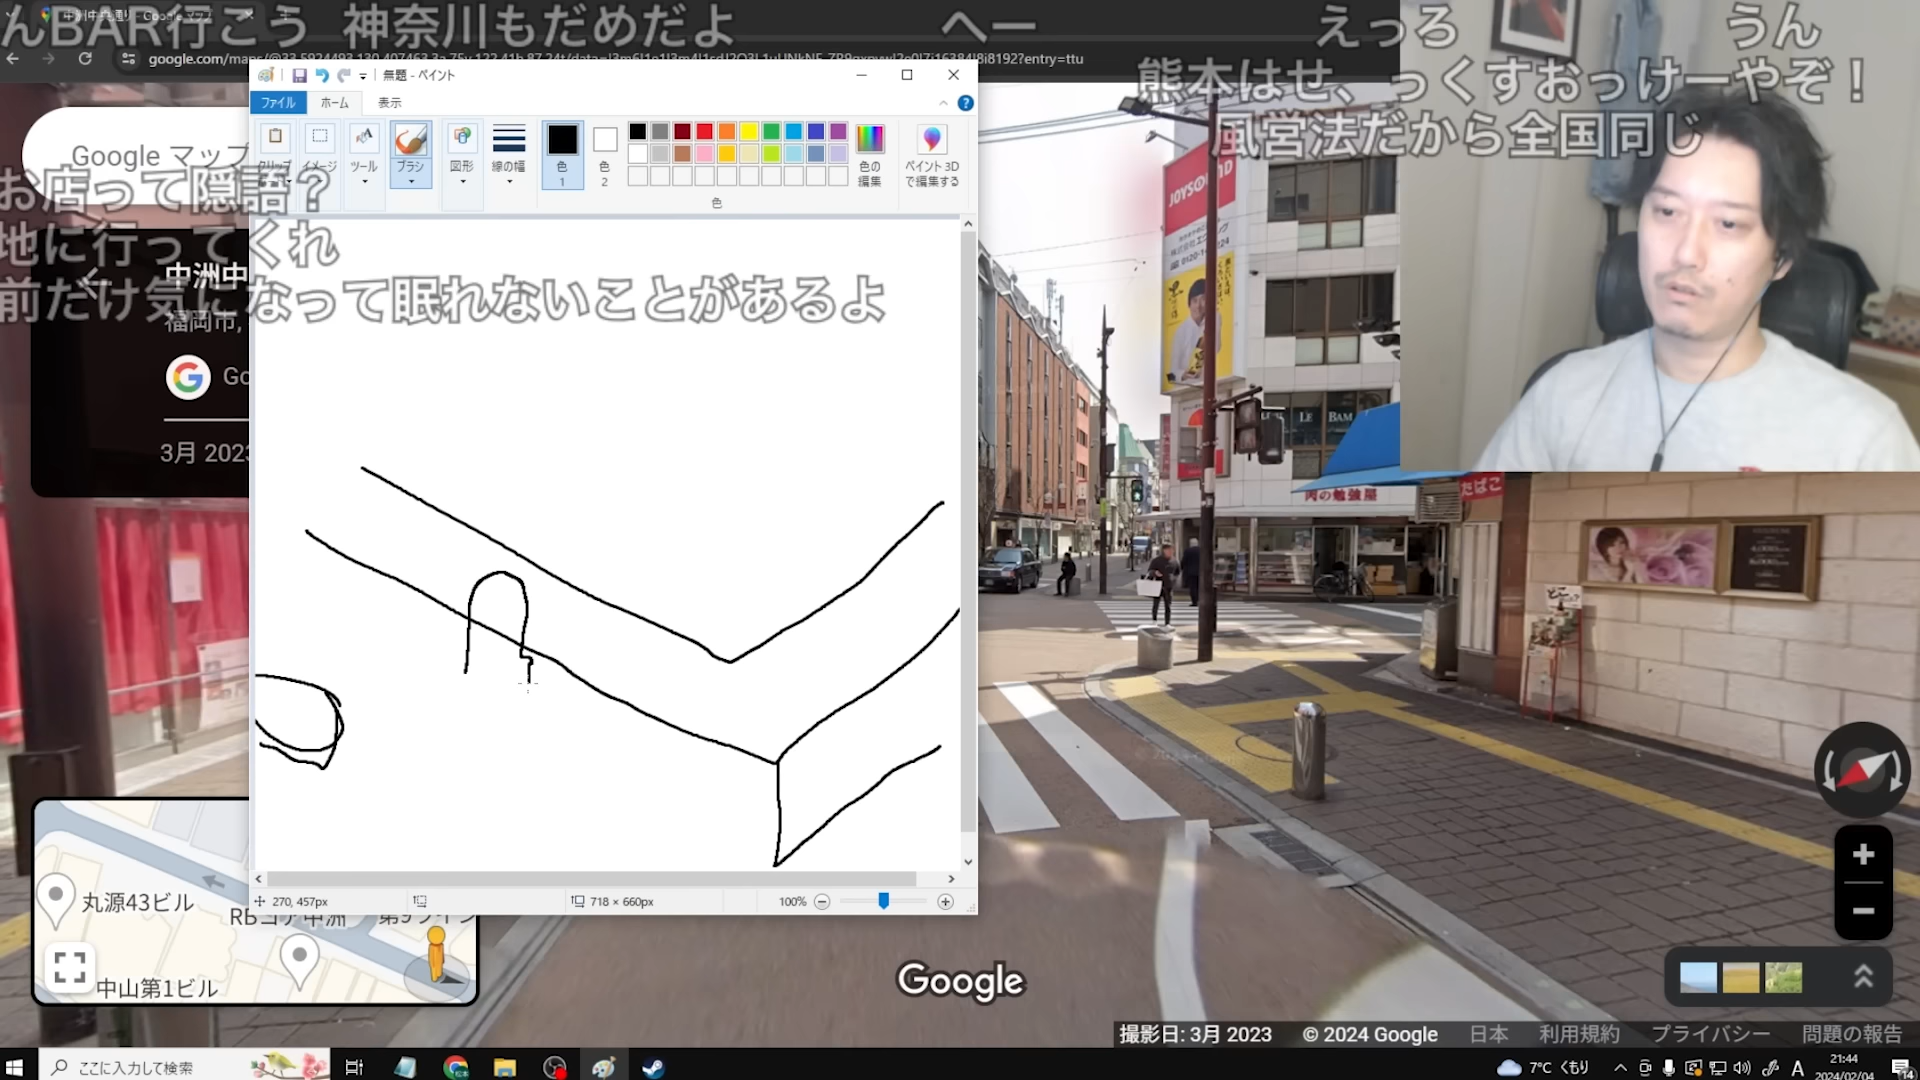 んBAR行こう
神奈川もだめだよ
へー
えっろ
うん
熊本はせ、っくすおっけーやぞ！
風営法だから全国同じ
お店って隠語？
地に行ってくれ
前だけ気になって眠れないことがあるよ
無題 - ペイント
ファイル
ホーム
表示
イメージ
ツール
ブラシ
図形
線の幅
色
1
色
2
色の
編集
ペイント 3D
で編集する
色
Google マップ
中洲中
福岡市,
3月 2023
JOYSOUND
LE BAM
肉の勉強屋
たばこ
丸源43ビル
RBコア中洲
中山第1ビル
270, 457px
718 × 660px
100%
Google
撮影日: 3月 2023
© 2024 Google
日本
利用規約
プライバシー
問題の報告
ここに入力して検索
7°C くもり
A
21:44
2024/02/04
14